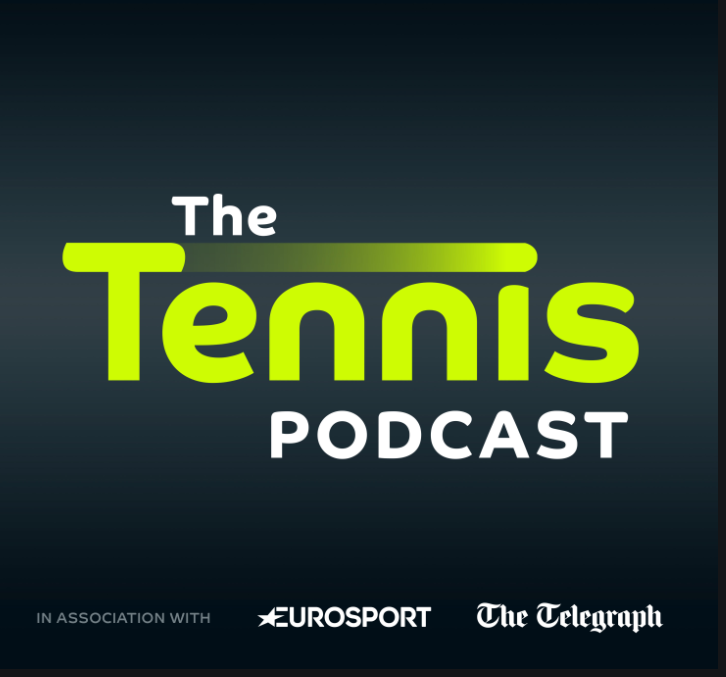 The
Tennis
PODCAST
IN ASSOCIATION WITH EUROSPORT The Telegraph